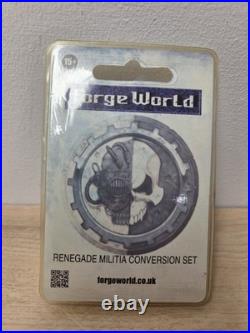 15+
Forge World
RENEGADE MILITIA CONVERSION SET
forgeworld.co.uk